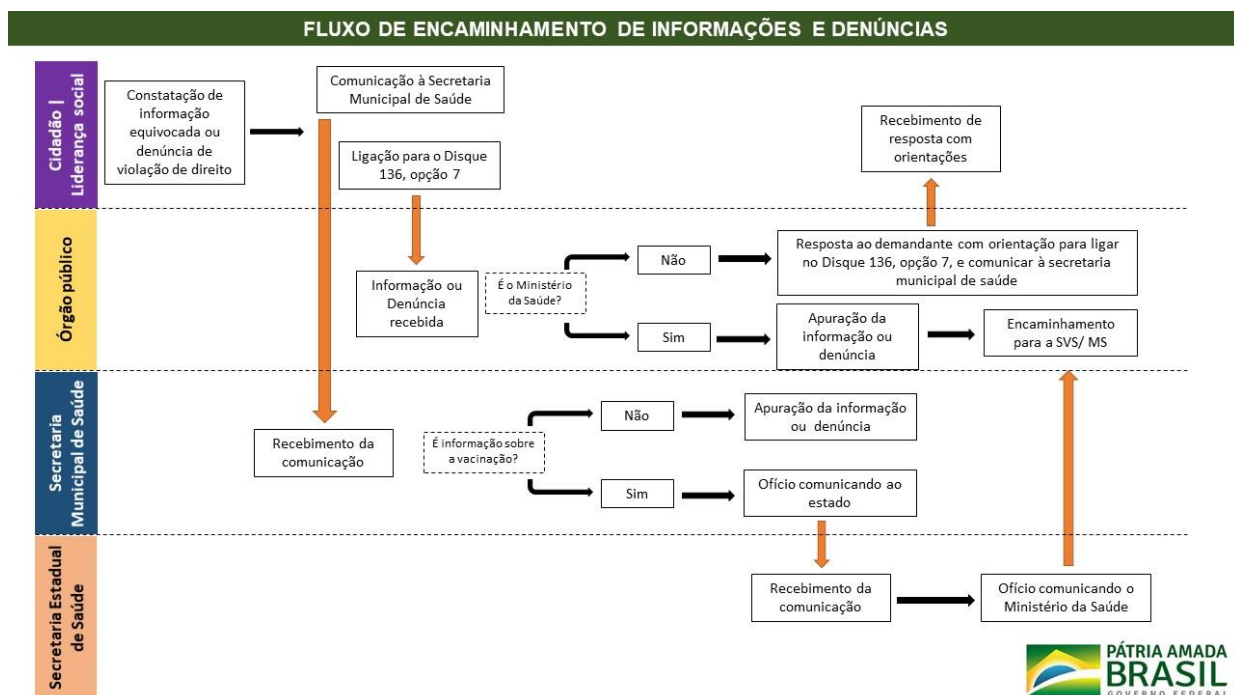 FLUXO DE ENCAMINHAMENTO DE INFORMAÇÕES E DENÚNCIAS
Cidadão |
Liderança social
Constatação de
informação
equivocada ou
denúncia de
violação de direito
Comunicação à Secretaria
Municipal de Saúde
Ligação para o Disque
136, opção 7
Recebimento de
resposta com
orientações
Órgão público
Informação ou
Denúncia
recebida
É o Ministério
da Saúde?
Não
Resposta ao demandante com orientação para ligar
no Disque 136, opção 7, e comunicar à secretaria
municipal de saúde
Sim
Apuração da
informação ou
denúncia
Encaminhamento
para a SVS/ MS
Secretaria
Municipal de Saúde
Recebimento da
comunicação
É informação sobre
a vacinação?
Não
Apuração da informação
ou denúncia
Sim
Ofício comunicando ao
estado
Secretaria Estadual
de Saúde
Recebimento da
comunicação
Ofício comunicando o
Ministério da Saúde
PÁTRIA AMADA
BRASIL
GOVERNO FEDERAL